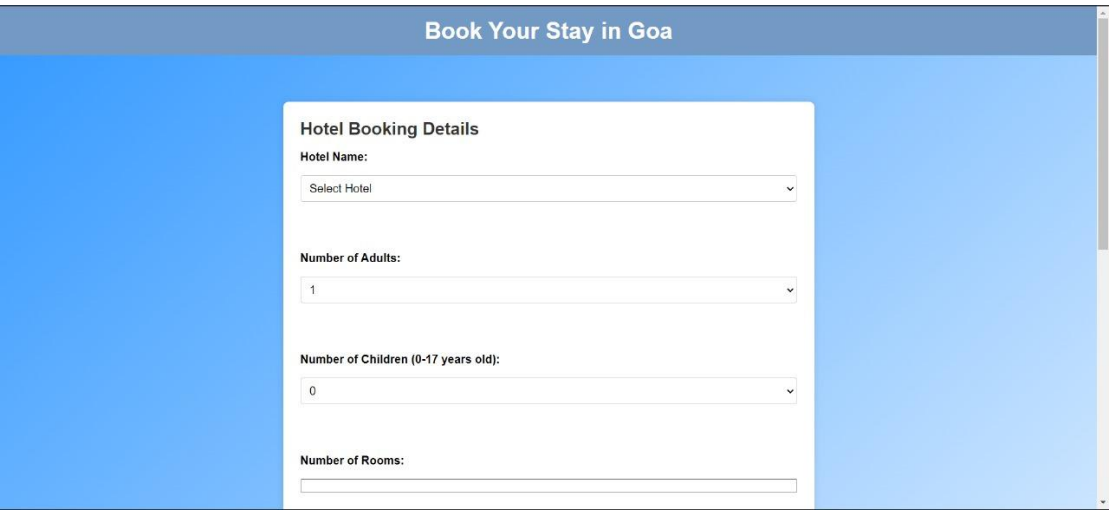 Book Your Stay in Goa
Hotel Booking Details
Hotel Name:
Select Hotel
Number of Adults:
1
Number of Children (0-17 years old):
0
Number of Rooms: